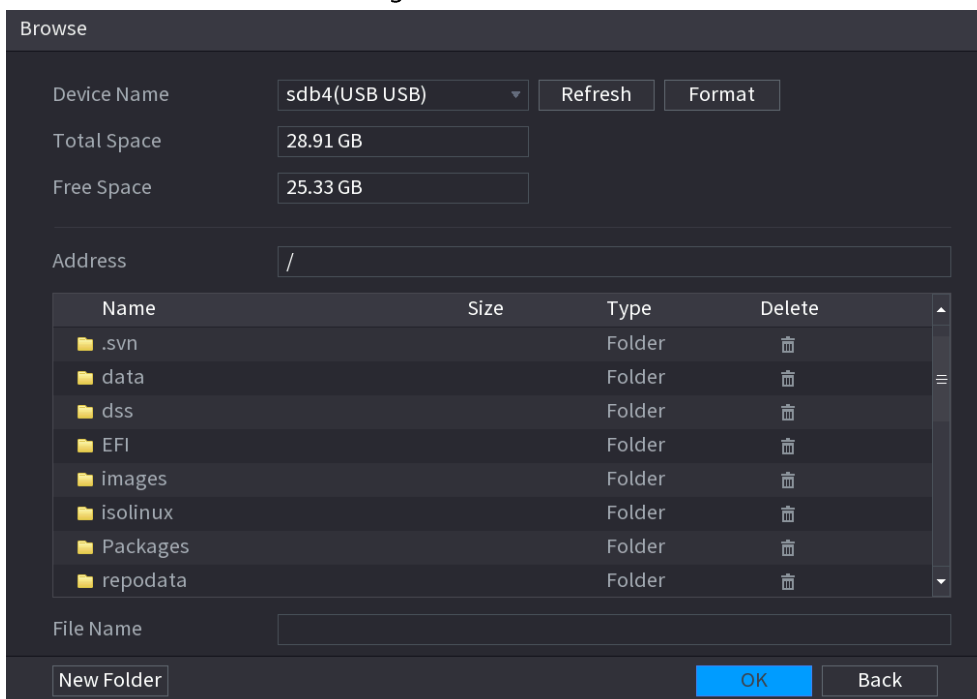 Browse
Device Name sdb4(USB USB) Refresh Format
Total Space 28.91 GB
Free Space 25.33 GB
Address /
Name Size Type Delete
.svn Folder
data Folder
dss Folder
EFI Folder
images Folder
isolinux Folder
Packages Folder
repodata Folder
File Name
New Folder OK Back